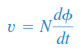 υ = N dϕ/dt